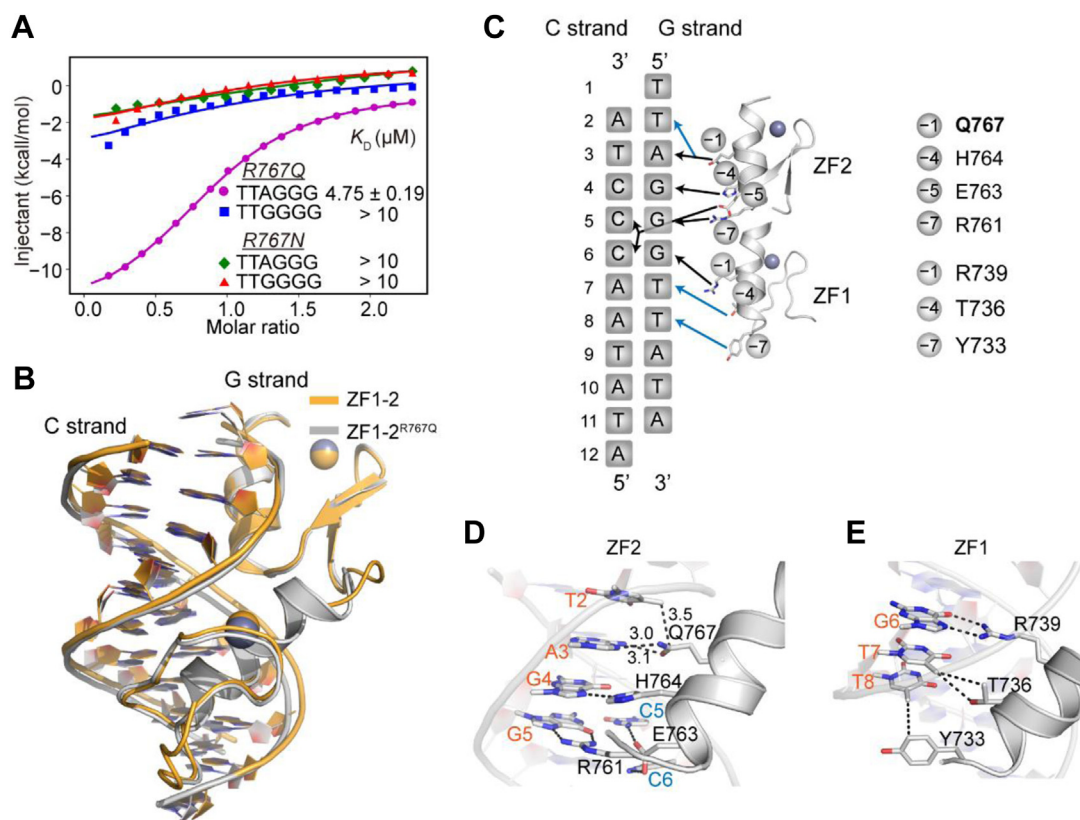 A
Injectant (kcall/mol)
0
−2
−4
−6
−8
−10
K_D (μM)
R767Q
TTAGGG 4.75 ± 0.19
TTGGGG > 10
R767N
TTAGGG > 10
TTGGGG > 10
0.0 0.5 1.0 1.5 2.0
Molar ratio
B
G strand
C strand
ZF1-2
ZF1-2^R767Q
C
C strand G strand
3’ 5’
1 T
2 A T
3 T A
4 C G
5 C G
6 C G
7 A T
8 A T
9 T A
10 A T
11 T A
12 A
5’ 3’
−1
−4
−5
−7
ZF2
−1
−4
−7
ZF1
−1 Q767
−4 H764
−5 E763
−7 R761
−1 R739
−4 T736
−7 Y733
D
ZF2
T2
3.5
Q767
3.0
3.1
A3
H764
G4
C5
G5
E763
R761
C6
E
ZF1
G6
R739
T7
T8
T736
Y733